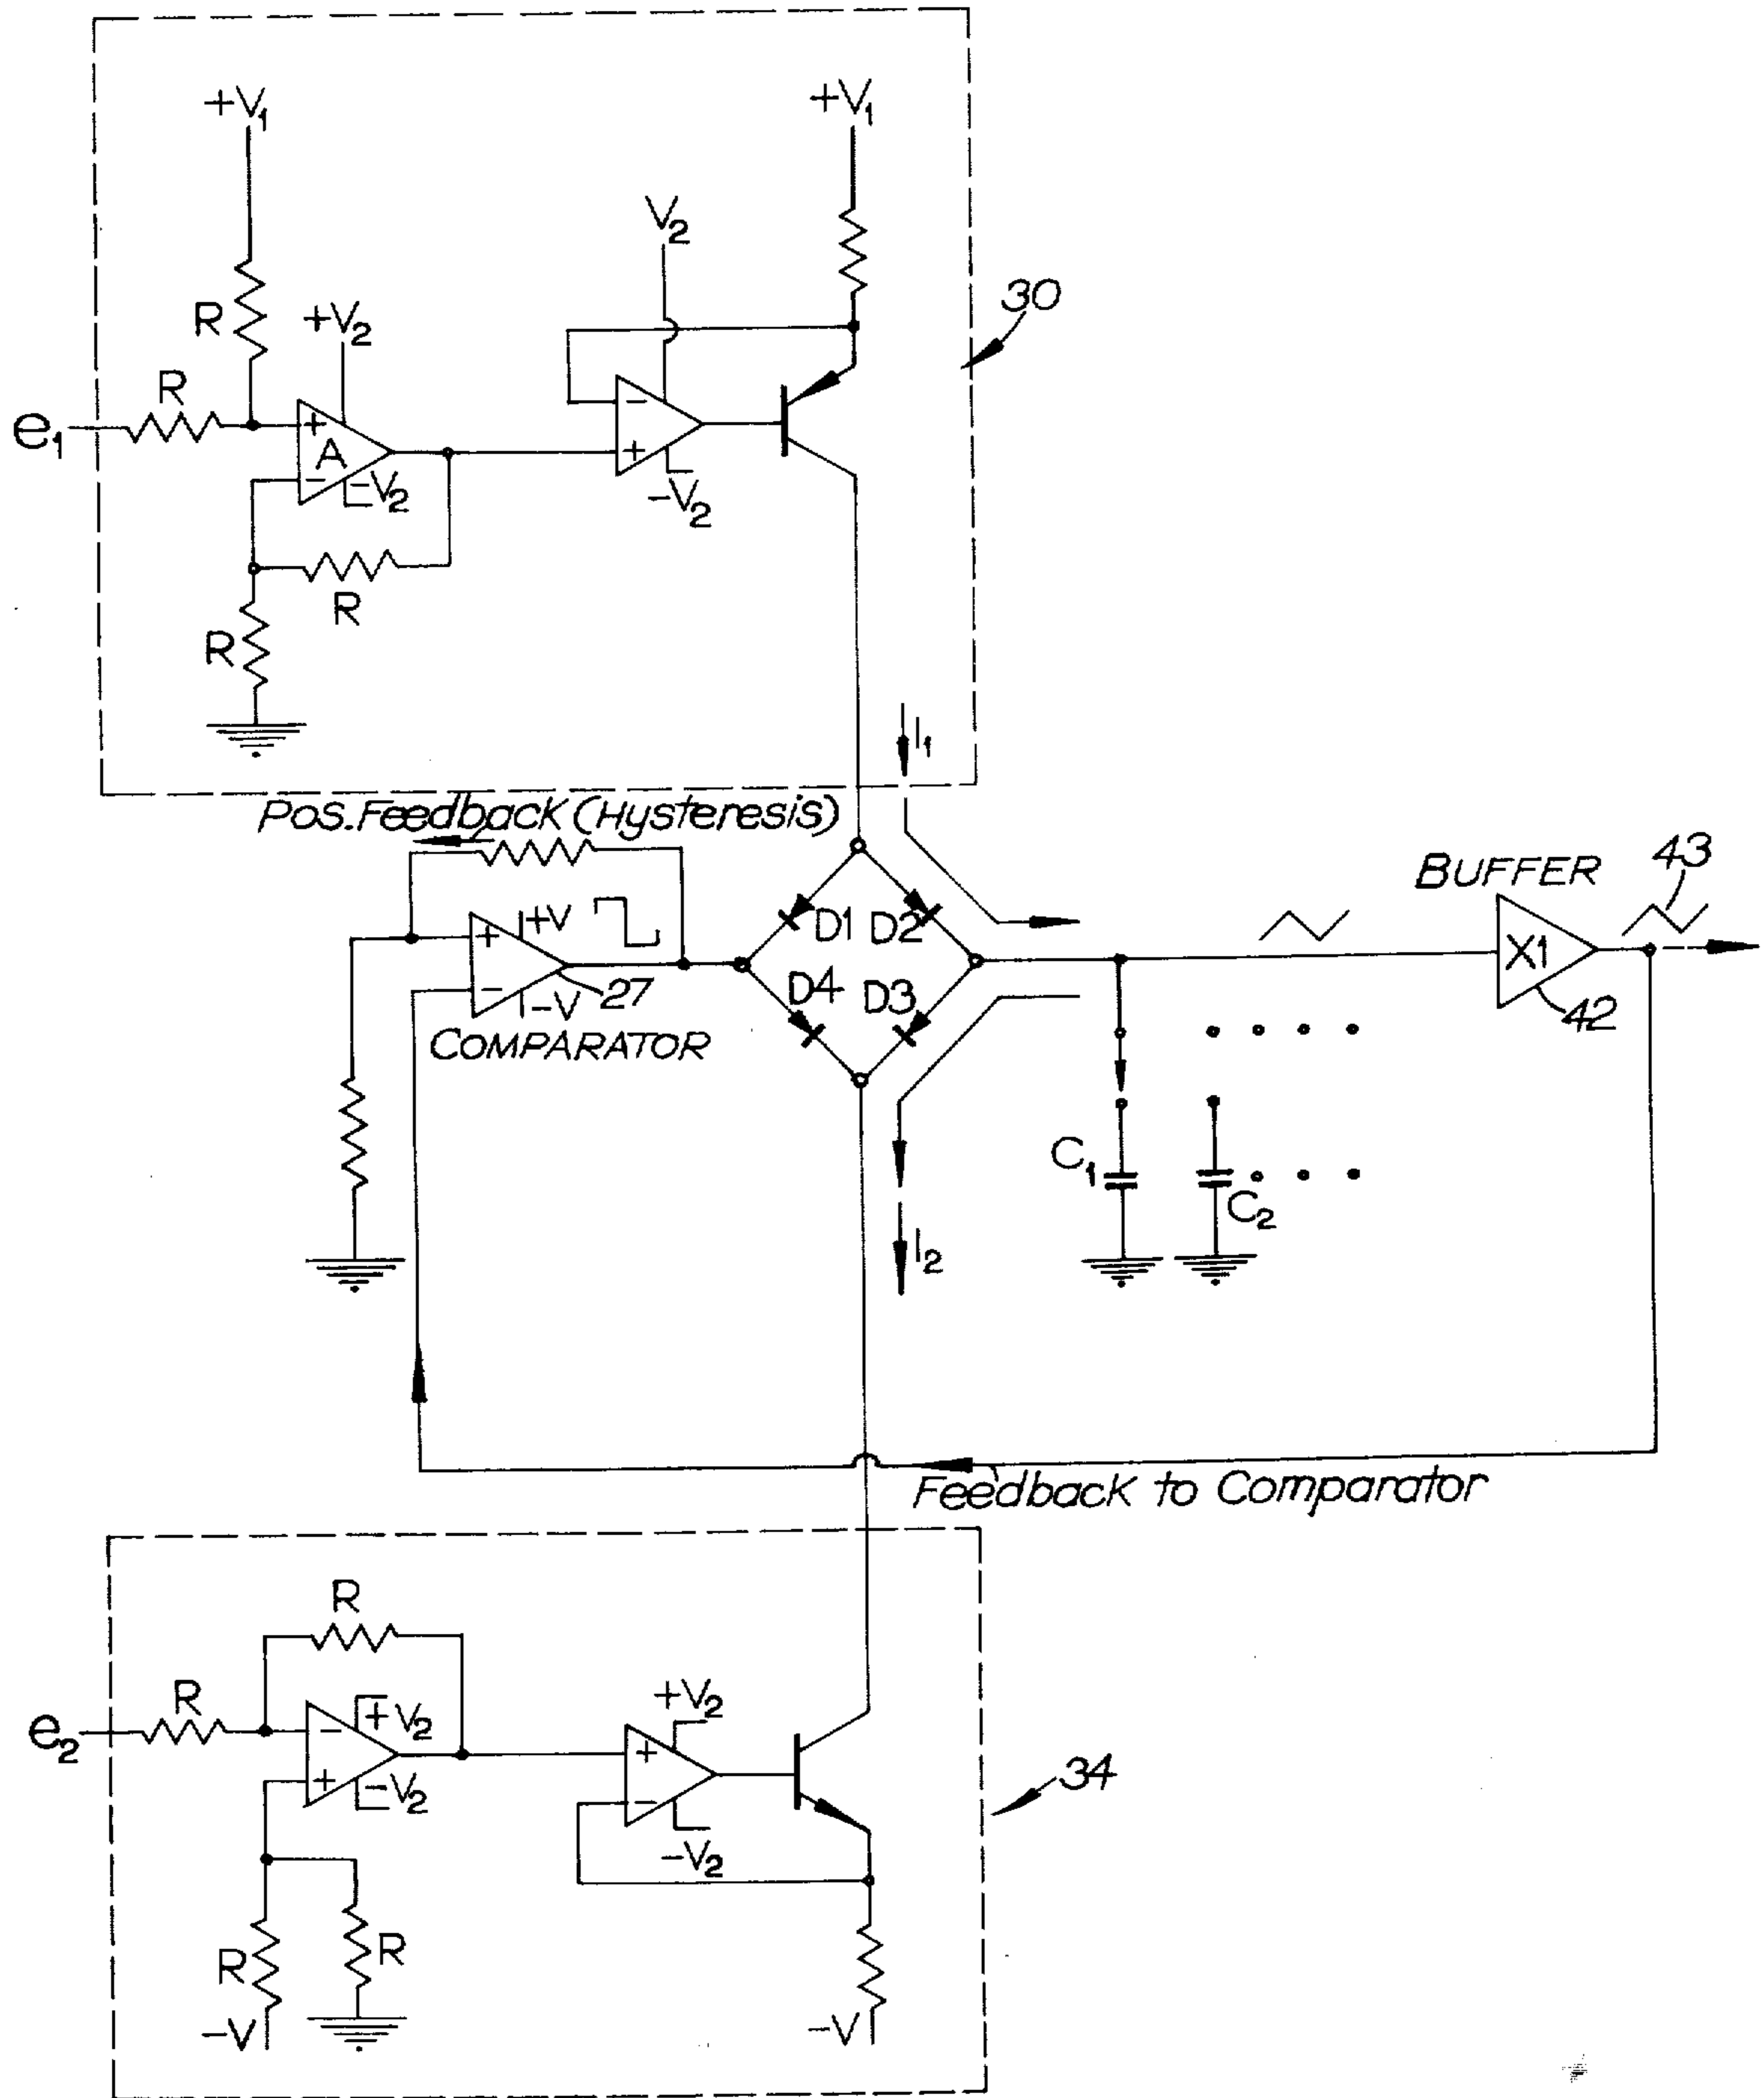 +V₁
+V₁
V₂
30
R
+V₂
R
e₁
+
A
−
−V₂
−
+
−V₂
R
R
I₁
Pos. Feedback (Hysteresis)
BUFFER
43
+V
D1
D2
+
−
27
−V
D4
D3
X1
42
COMPARATOR
C₁
C₂
I₂
Feedback to Comparator
R
R
+V₂
+V₂
e₂
−
+
−V₂
+
−
−V₂
34
R
R
−V
−V